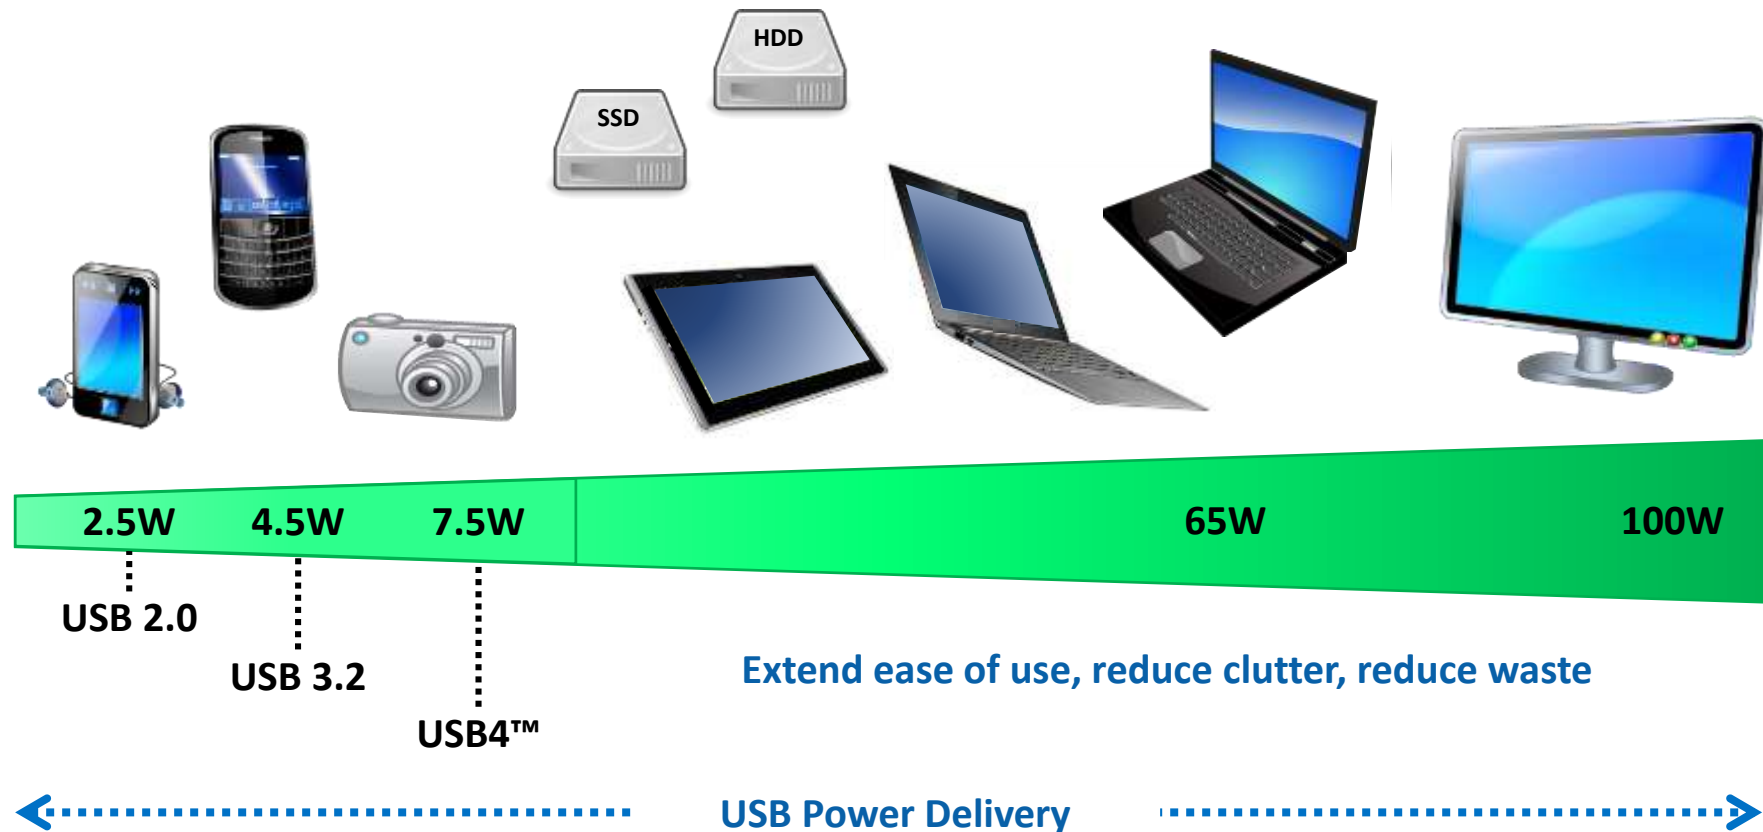 HDD
SSD
2.5W 4.5W 7.5W 65W 100W
USB 2.0
USB 3.2
USB4™
Extend ease of use, reduce clutter, reduce waste
USB Power Delivery